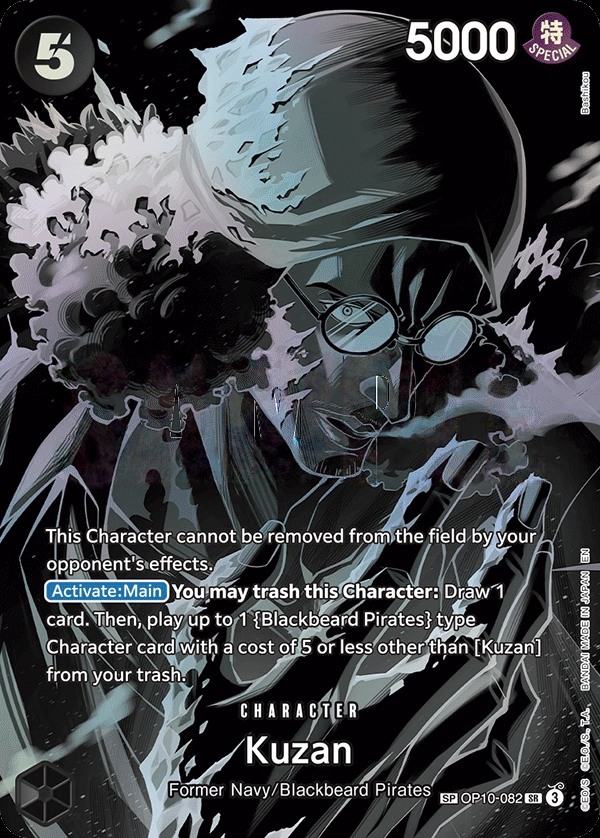 5
5000
特
SPECIAL
Bashikou
This Character cannot be removed from the field by your
opponent's effects.
Activate:Main You may trash this Character: Draw 1
card. Then, play up to 1 {Blackbeard Pirates} type
Character card with a cost of 5 or less other than [Kuzan]
from your trash.
CHARACTER
Kuzan
Former Navy/Blackbeard Pirates
SP OP10-082 SR 3
©ED/S ©E.O./S., T.A. BANDAI MADE IN JAPAN EN